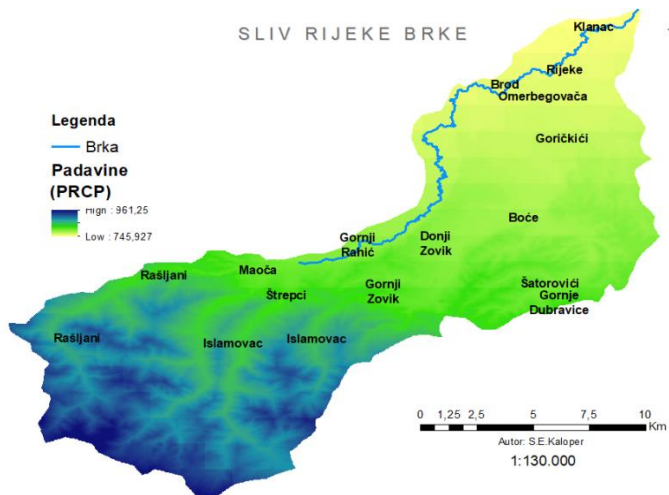 SLIV RIJEKE BRKE
Klanac
Rijeke
Brod
Omerbegovača
Legenda
Brka
Padavine
(PRCP)
High : 961,25
Low : 745,927
Goričkići
Boće
Gornji
Rahić
Donji
Zovik
Rašljani
Maoča
Štrepci
Gornji
Zovik
Šatorovići
Gornje
Dubravice
Rašljani
Islamovac
Islamovac
0 1,25 2,5 5 7,5 10
Km
Autor: S.E.Kaloper
1:130.000